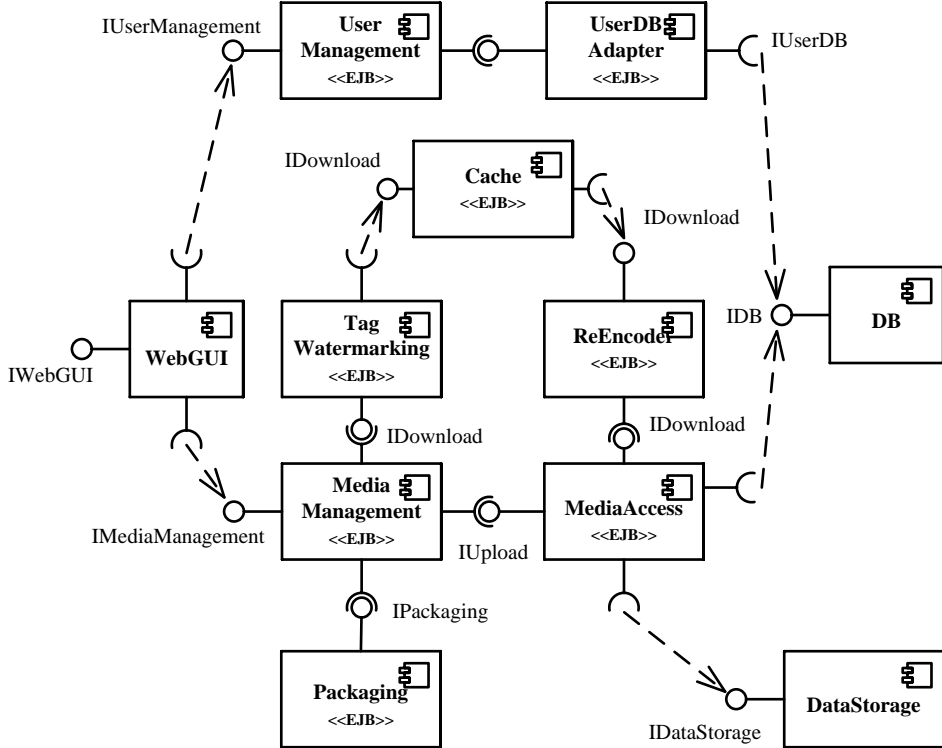 IUserManagement
User
Management
<<EJB>>
UserDB
Adapter
<<EJB>>
IUserDB
IDownload
Cache
<<EJB>>
IDownload
IWebGUI
WebGUI
Tag
Watermarking
<<EJB>>
ReEncoder
<<EJB>>
IDB
DB
IDownload
IDownload
IMediaManagement
Media
Management
<<EJB>>
IUpload
MediaAccess
<<EJB>>
IPackaging
Packaging
<<EJB>>
IDataStorage
DataStorage